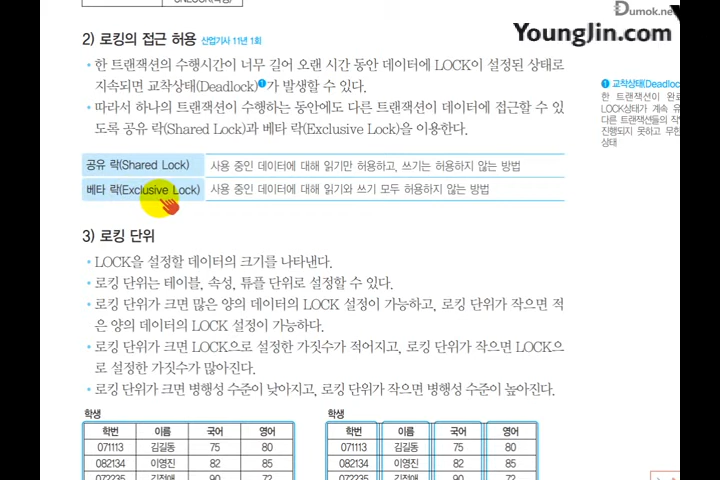 Dumok.ne
YoungJin.com
2) 로킹의 접근 허용 산업기사 11년 1회
• 한 트랜잭션의 수행시간이 너무 길어 오랜 시간 동안 데이터에 LOCK이 설정된 상태로
지속되면 교착상태(Deadlock)❶가 발생할 수 있다.
• 따라서 하나의 트랜잭션이 수행하는 동안에도 다른 트랜잭션이 데이터에 접근할 수 있
도록 공유 락(Shared Lock)과 베타 락(Exclusive Lock)을 이용한다.
❶ 교착상태(Deadlock
한 트랜잭션이 완료
LOCK상태가 계속 유
다른 트랜잭션들의 작
진행되지 못하고 무한
상태
공유 락(Shared Lock) 사용 중인 데이터에 대해 읽기만 허용하고, 쓰기는 허용하지 않는 방법
베타 락(Exclusive Lock) 사용 중인 데이터에 대해 읽기와 쓰기 모두 허용하지 않는 방법
3) 로킹 단위
• LOCK을 설정할 데이터의 크기를 나타낸다.
• 로킹 단위는 테이블, 속성, 튜플 단위로 설정할 수 있다.
• 로킹 단위가 크면 많은 양의 데이터의 LOCK 설정이 가능하고, 로킹 단위가 작으면 적
은 양의 데이터의 LOCK 설정이 가능하다.
• 로킹 단위가 크면 LOCK으로 설정한 가짓수가 적어지고, 로킹 단위가 작으면 LOCK으
로 설정한 가짓수가 많아진다.
• 로킹 단위가 크면 병행성 수준이 낮아지고, 로킹 단위가 작으면 병행성 수준이 높아진다.
학생 학생
학번 이름 국어 영어 학번 이름 국어 영어
071113 김길동 75 80 071113 김길동 75 80
082134 이영진 82 85 082134 이영진 82 85
072235 90 72 072235 90 72